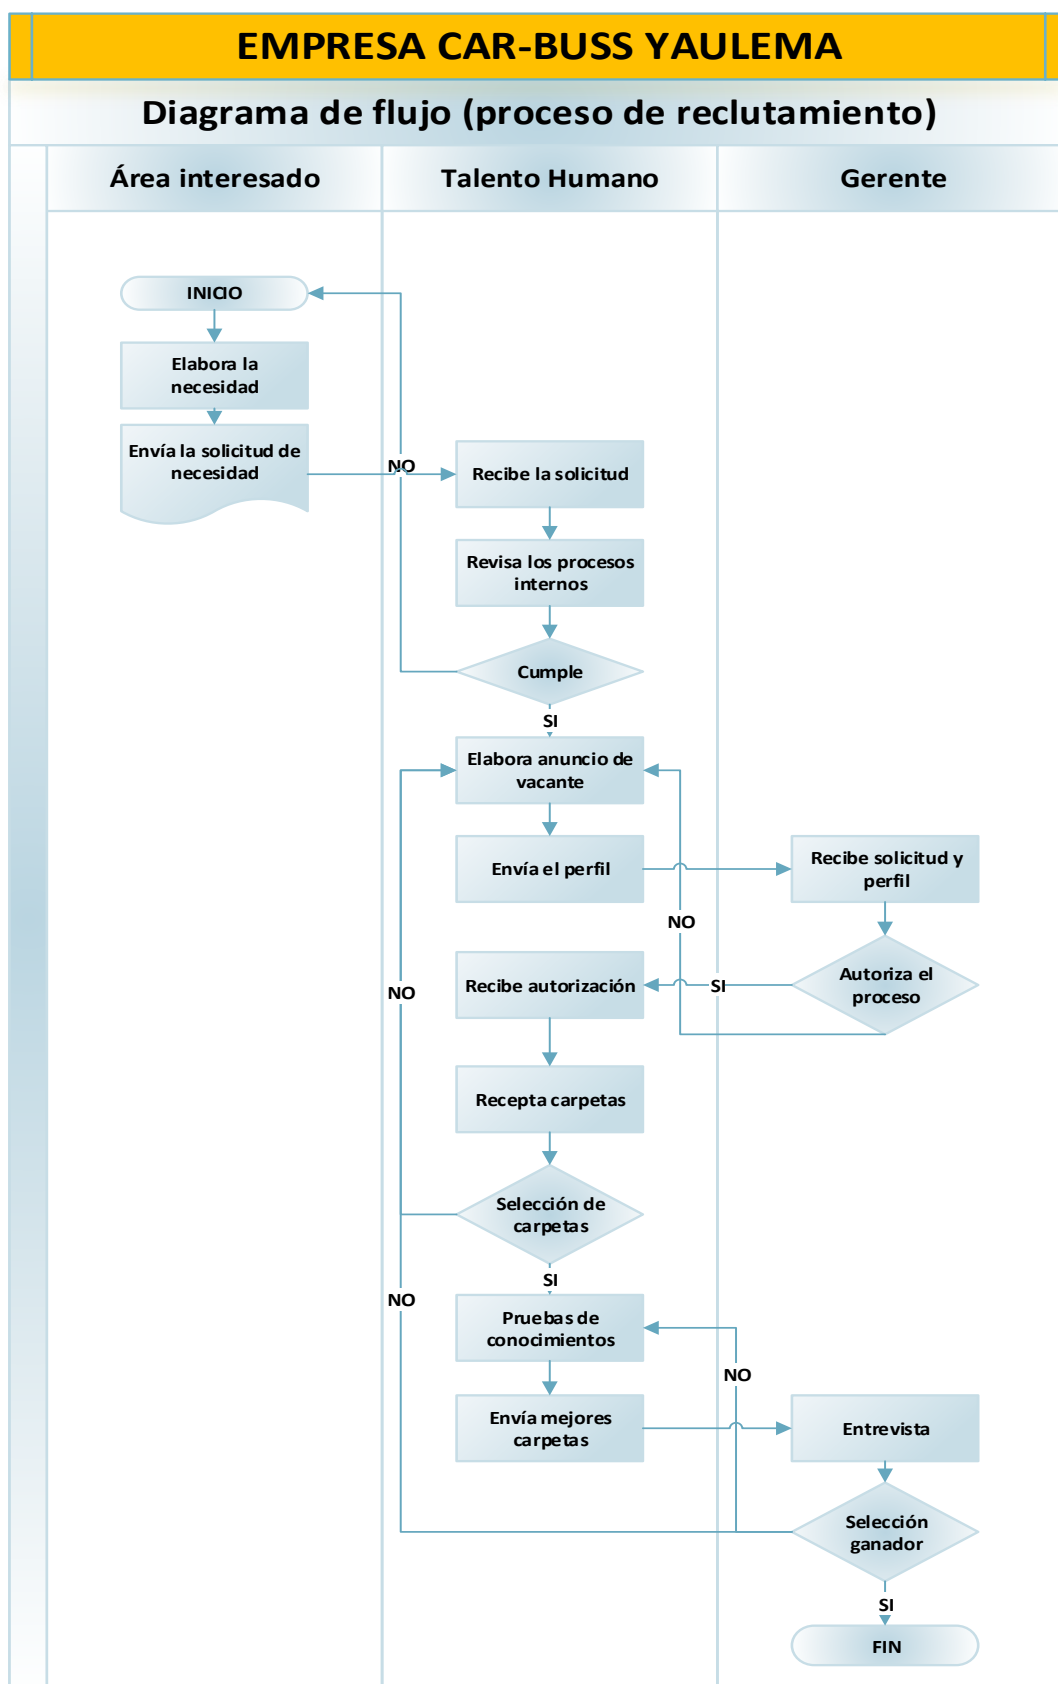 EMPRESA CAR-BUSS YAULEMA
Diagrama de flujo (proceso de reclutamiento)
Área interesado
Talento Humano
Gerente
INICIO
Elabora la
necesidad
Envía la solicitud de
necesidad
NO
Recibe la solicitud
Revisa los procesos
internos
Cumple
SI
Elabora anuncio de
vacante
Envía el perfil
Recibe solicitud y
perfil
NO
Autoriza el
proceso
SI
Recibe autorización
NO
Recepta carpetas
Selección de
carpetas
SI
NO
Pruebas de
conocimientos
NO
Envía mejores
carpetas
Entrevista
Selección
ganador
SI
FIN